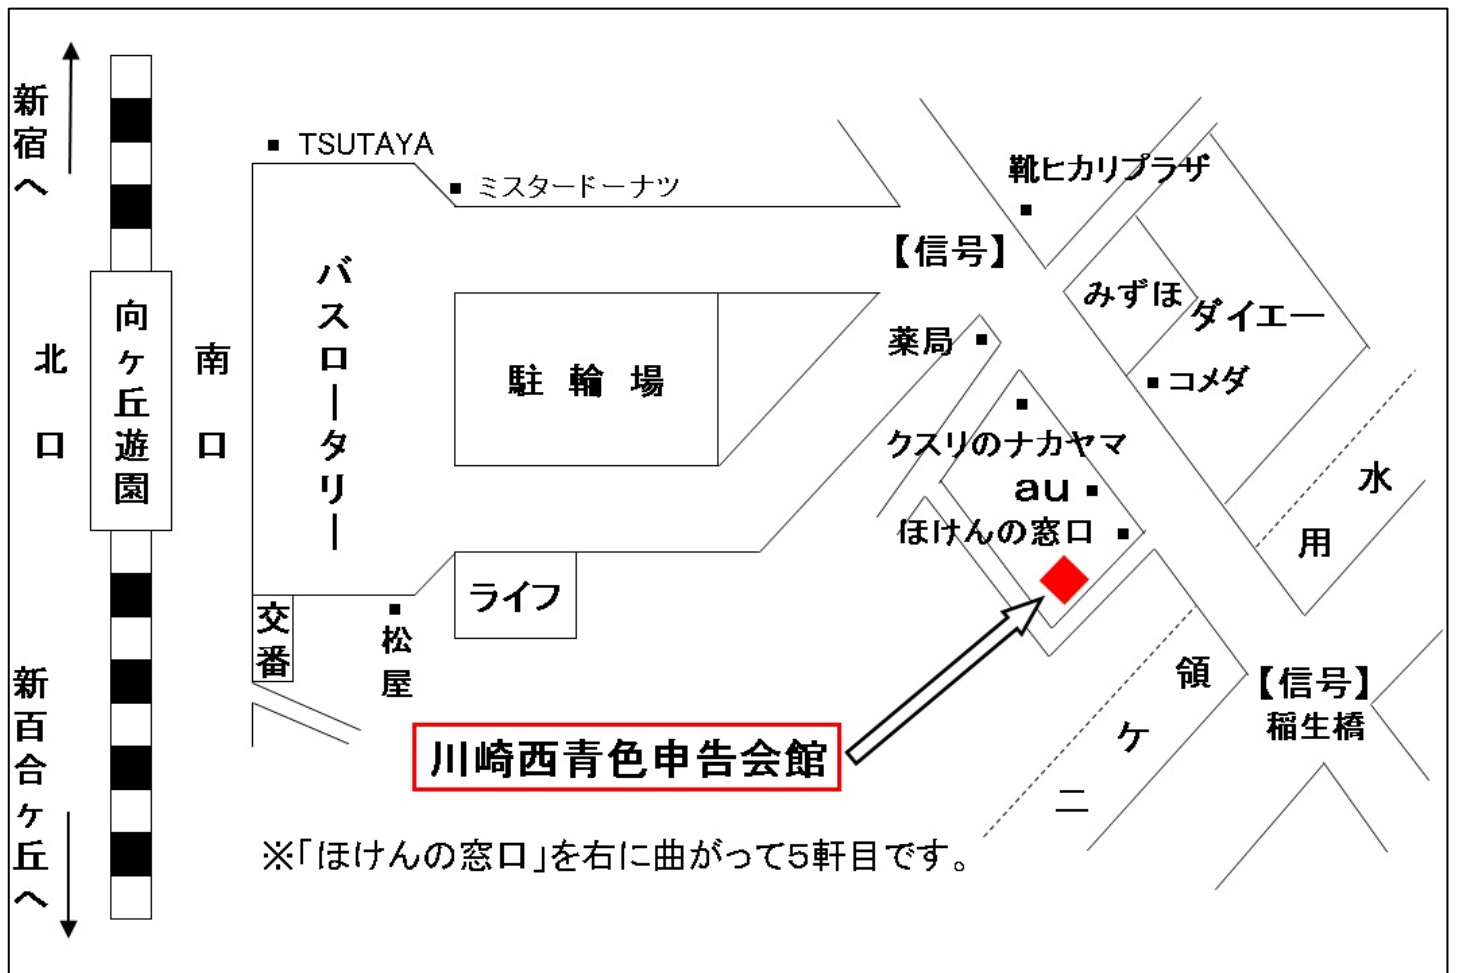 新宿へ
北口
向ヶ丘遊園
南口
新百合ヶ丘へ
TSUTAYA
ミスタードーナツ
バスロータリー
駐輪場
交番
松屋
ライフ
【信号】
靴ヒカリプラザ
みずほ
ダイエー
コメダ
薬局
クスリのナカヤマ
au
ほけんの窓口
水
用
領
ケ
二
【信号】
稲生橋
川崎西青色申告会館
※「ほけんの窓口」を右に曲がって5軒目です。